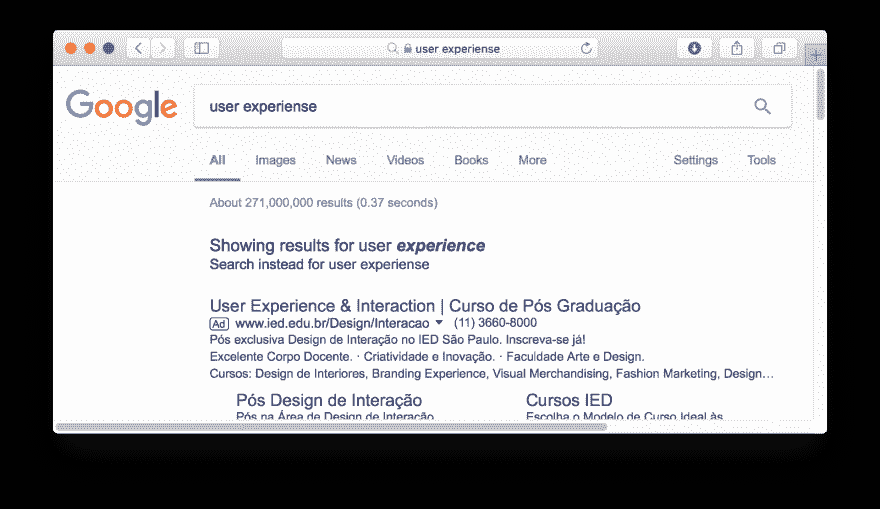 user experiense
Google
user experiense
All Images News Videos Books More Settings Tools
About 271,000,000 results (0.37 seconds)
Showing results for user experience
Search instead for user experiense
User Experience & Interaction | Curso de Pós Graduação
Ad www.ied.edu.br/Design/Interacao (11) 3660-8000
Pós exclusiva Design de Interação no IED São Paulo. Inscreva-se já!
Excelente Corpo Docente. · Criatividade e Inovação. · Faculdade Arte e Design.
Cursos: Design de Interiores, Branding Experience, Visual Merchandising, Fashion Marketing, Design…
Pós Design de Interação Cursos IED
Pós na Área de Design de Interação Escolha o Modelo de Curso Ideal às